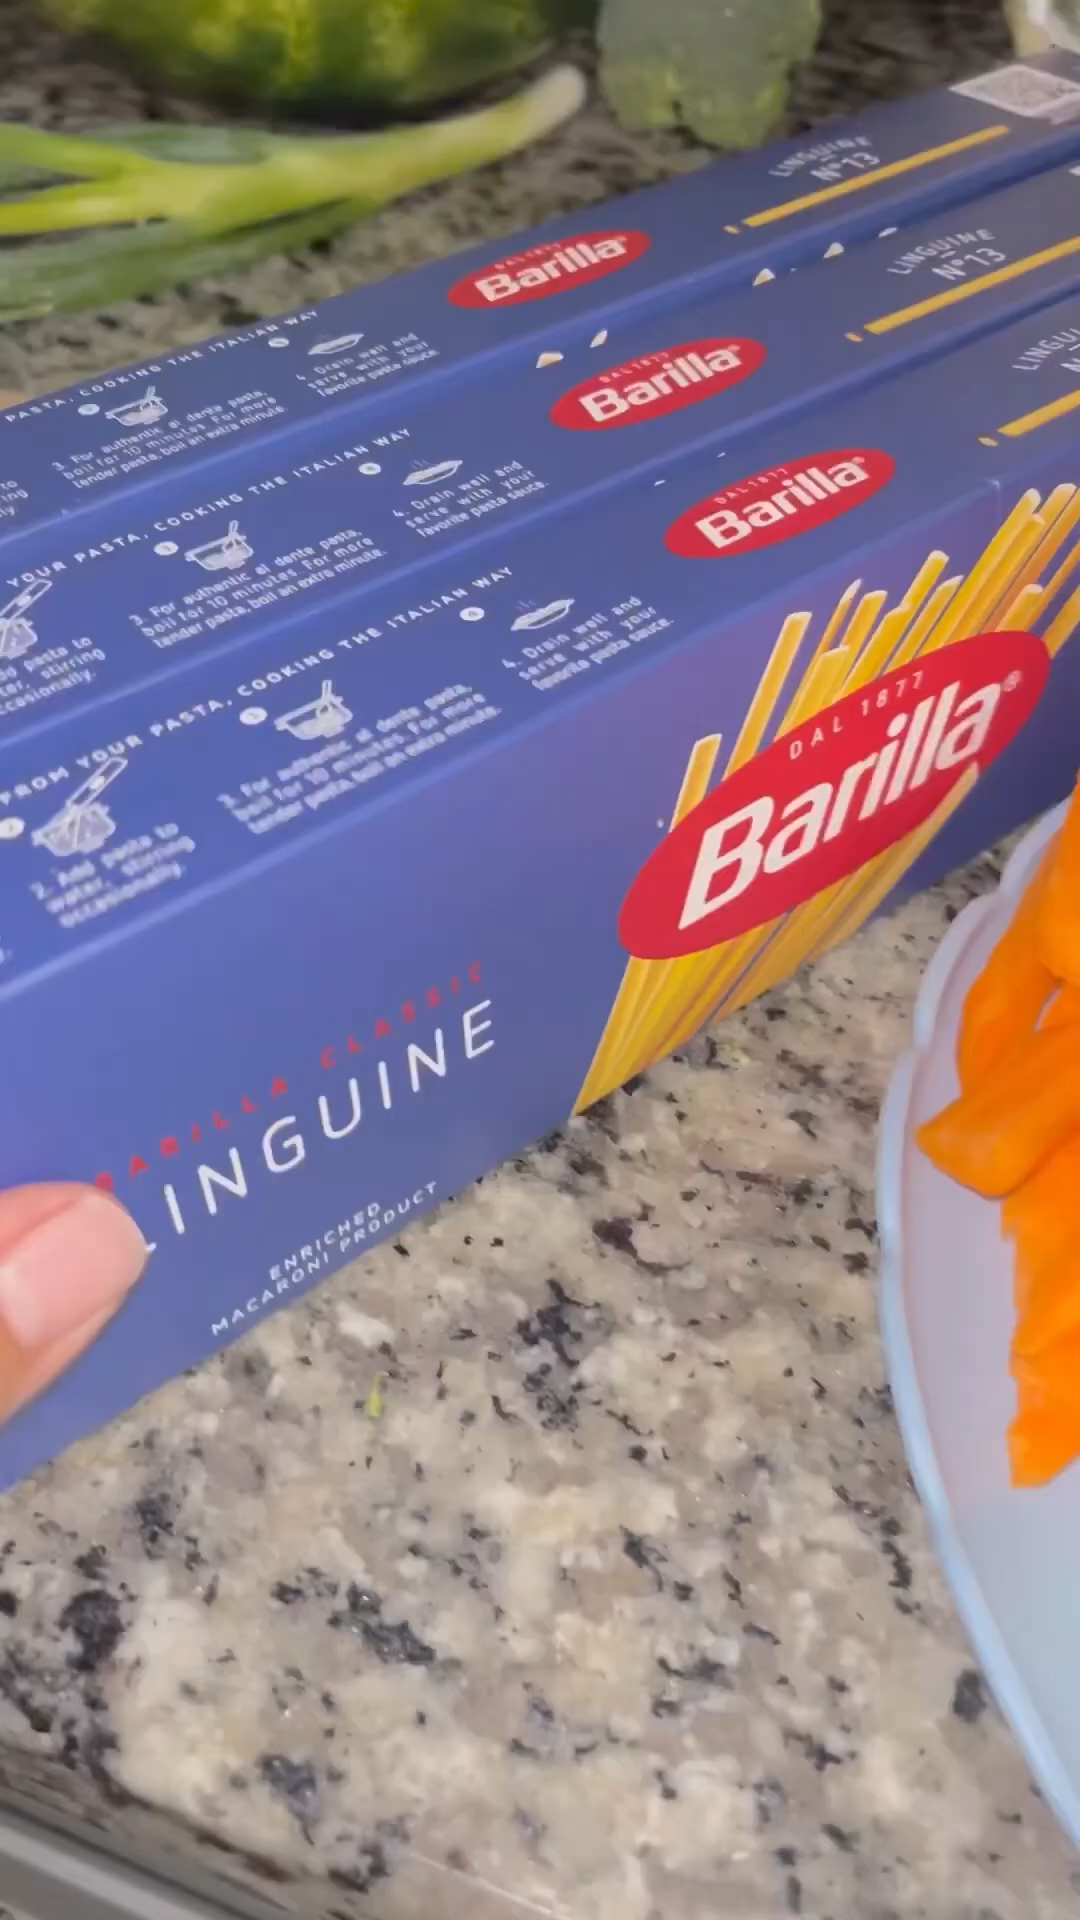 LINGUINE
N°13
DAL 1877
Barilla
PASTA, COOKING THE ITALIAN WAY
3. For authentic al dente pasta,
boil for 10 minutes. For more
tender pasta, boil an extra minute.
4. Drain well and
serve with your
favorite pasta sauce.
LINGUINE
N°13
DAL 1877
Barilla
YOUR PASTA, COOKING THE ITALIAN WAY
pasta to
stirring
occasionally.
3. For authentic al dente pasta,
boil for 10 minutes. For more
tender pasta, boil an extra minute.
4. Drain well and
serve with your
favorite pasta sauce.
LINGUI
DAL 1877
Barilla®
FROM YOUR PASTA, COOKING THE ITALIAN WAY
2. Add pasta to
water, stirring
occasionally.
3. For authentic al dente pasta,
boil for 10 minutes. For more
tender pasta, boil an extra minute.
4. Drain well and
serve with your
favorite pasta sauce.
DAL 1877
Barilla®
BARILLA CLASSIC
LINGUINE
ENRICHED
MACARONI PRODUCT